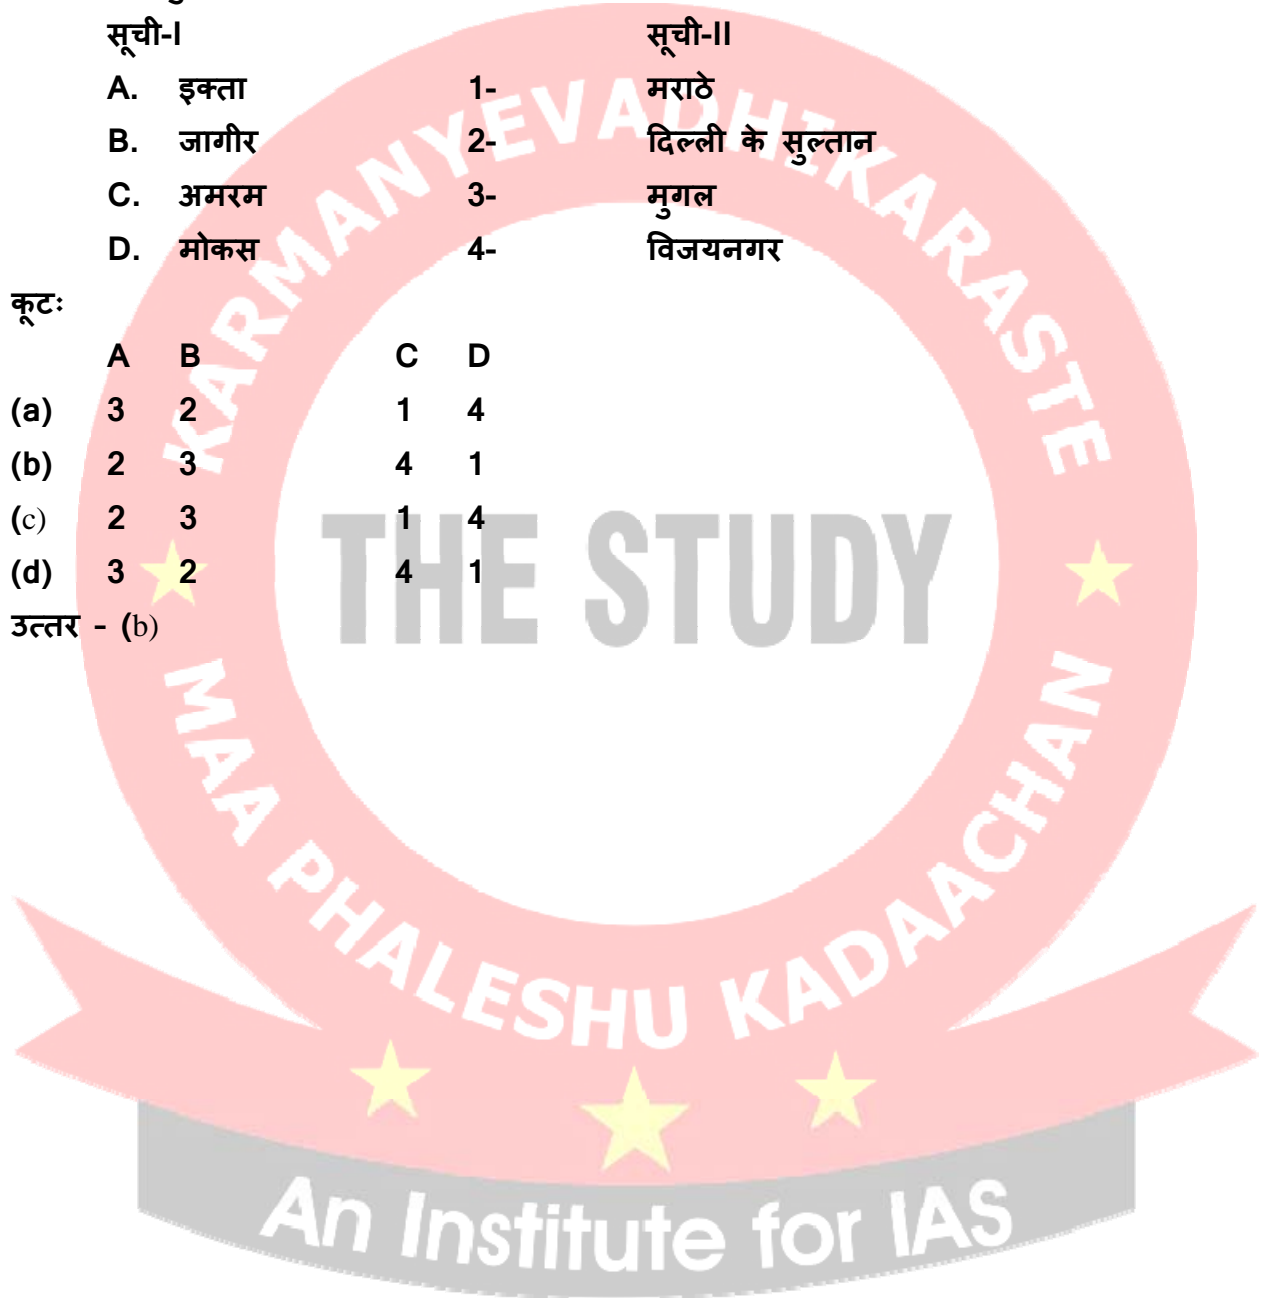 सूची-I सूची-II
A. इक्ता 1- मराठे
B. जागीर 2- दिल्ली के सुल्तान
C. अमरम 3- मुगल
D. मोकस 4- विजयनगर
कूटः
A B C D
(a) 3 2 1 4
(b) 2 3 4 1
(c) 2 3 1 4
(d) 3 2 4 1
उत्तर - (b)
KARMANYEVADHIKARASTE
THE STUDY
MAA PHALESHU KADAACHAN
An Institute for IAS